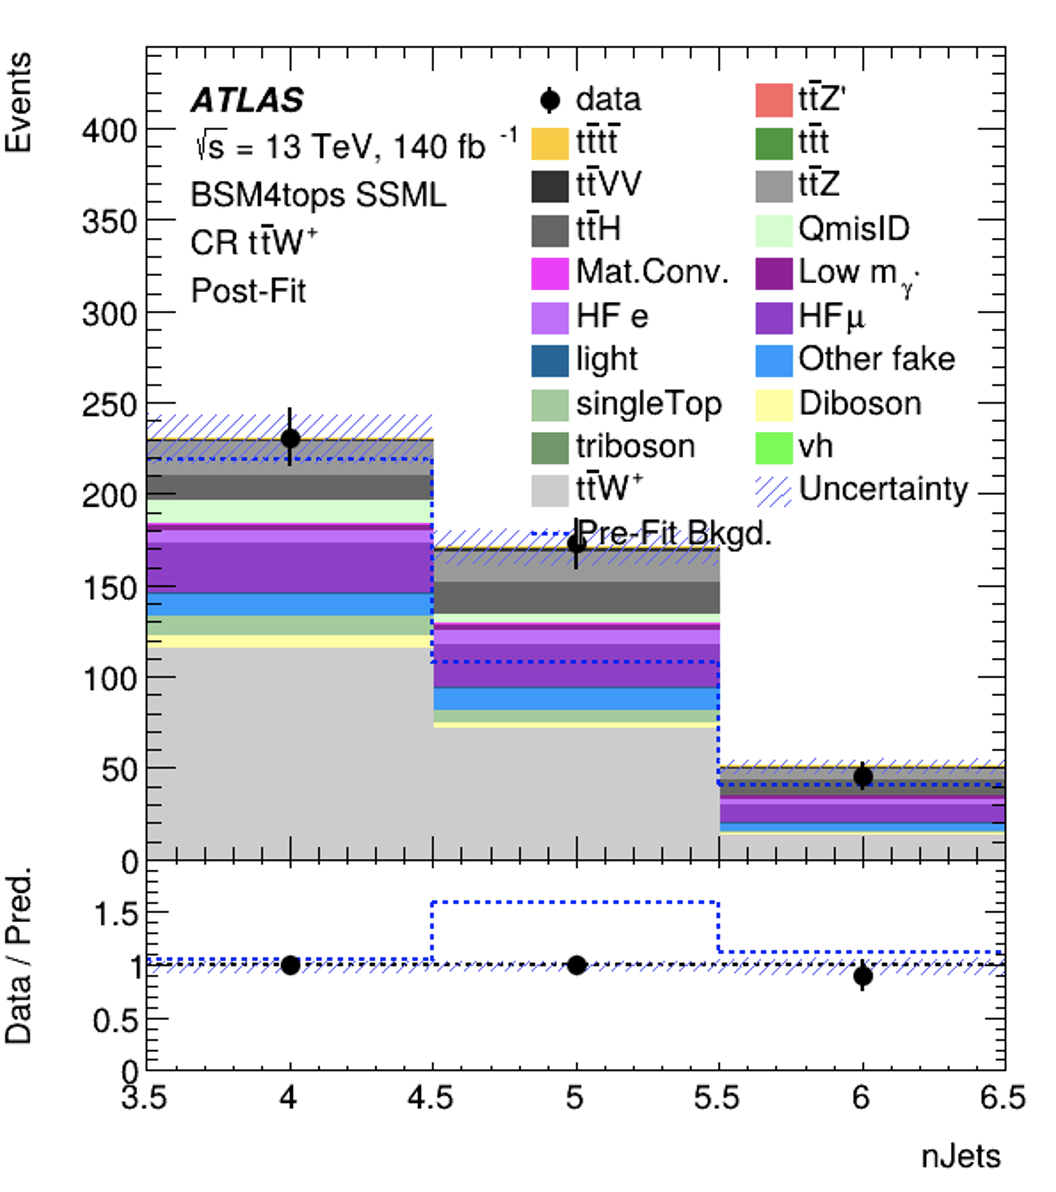 Events
400
350
300
250
200
150
100
50
0
ATLAS
√s = 13 TeV, 140 fb -1
BSM4tops SSML
CR tt̄W+
Post-Fit
data
tt̄tt̄
tt̄VV
tt̄H
Mat.Conv.
HF e
light
singleTop
triboson
tt̄W+
Pre-Fit Bkgd.
tt̄Z'
tt̄t
tt̄Z
QmisID
Low mγ*
HFμ
Other fake
Diboson
vh
Uncertainty
Data / Pred.
1.5
1
0.5
0
3.5 4 4.5 5 5.5 6 6.5
nJets